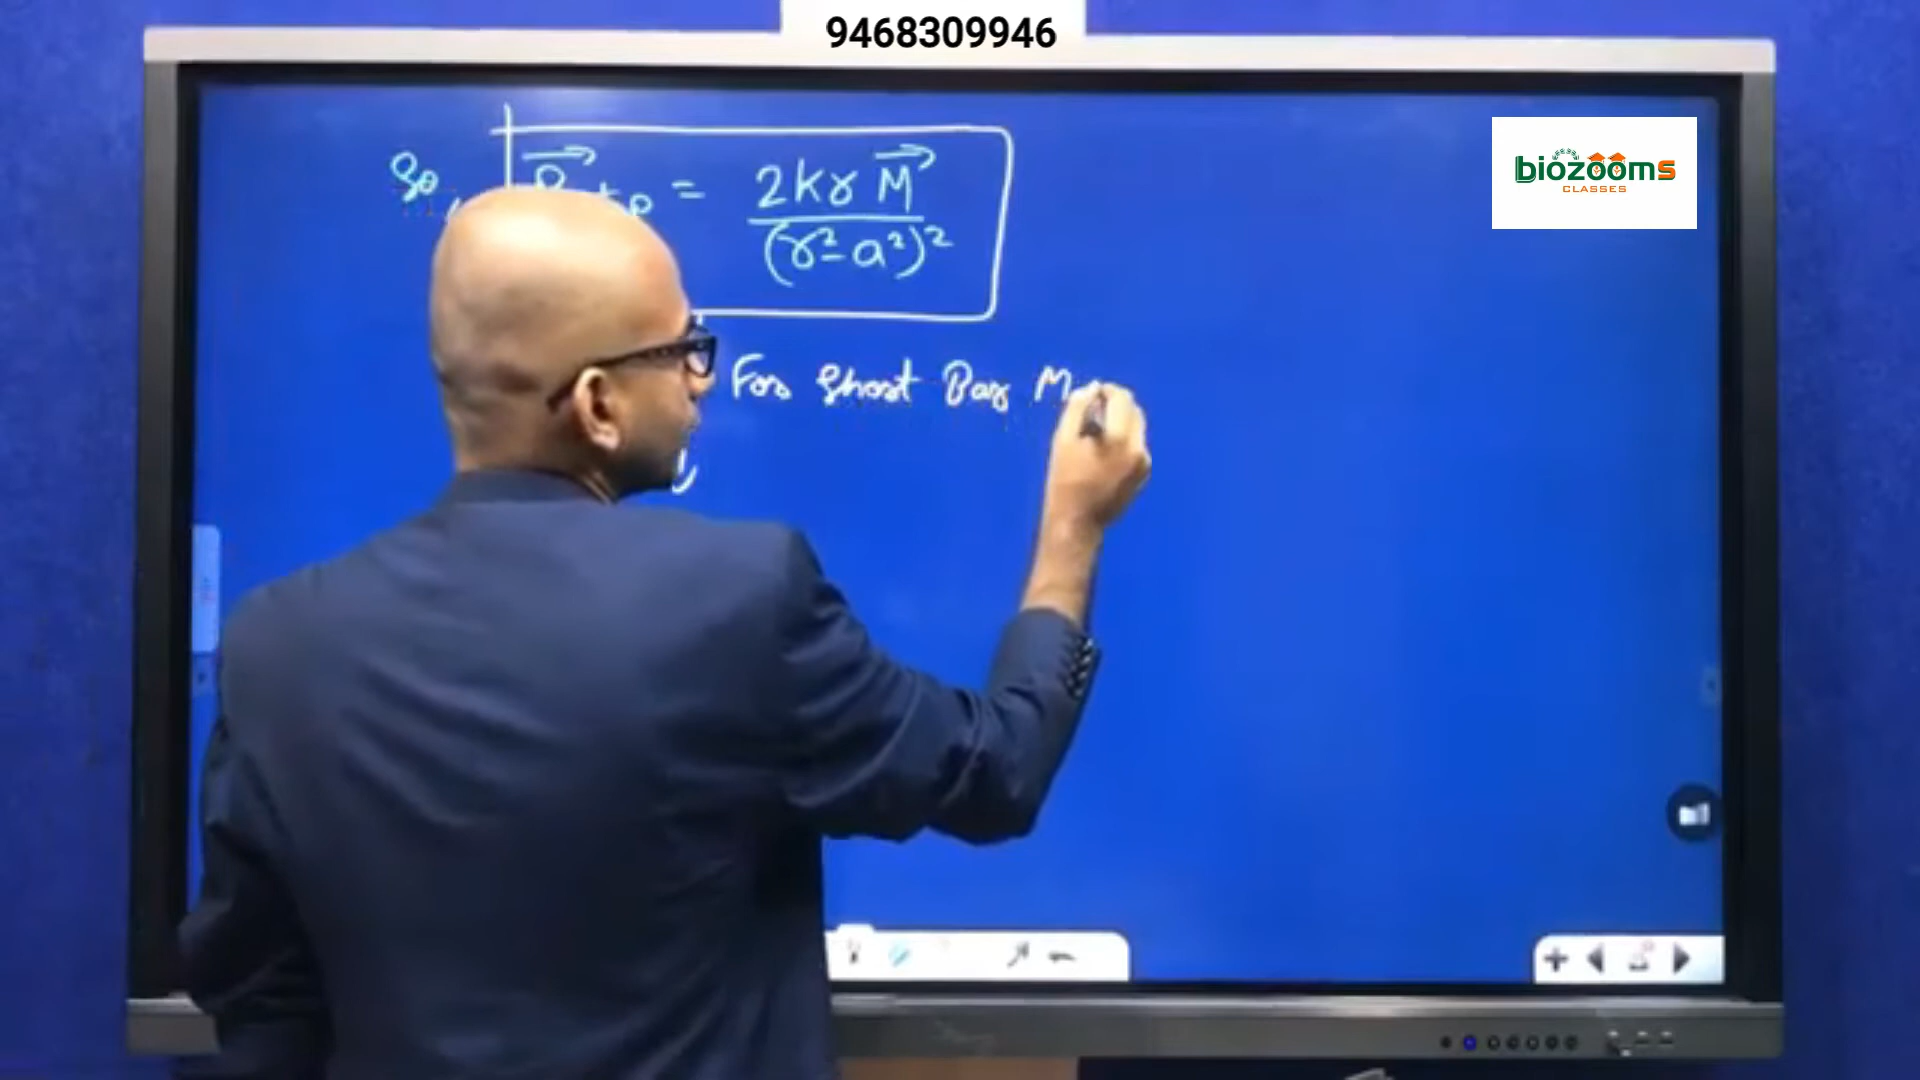 9468309946
biozooms
CLASSES
So, = 2kr M
(r² - a²)²
For Short Bar